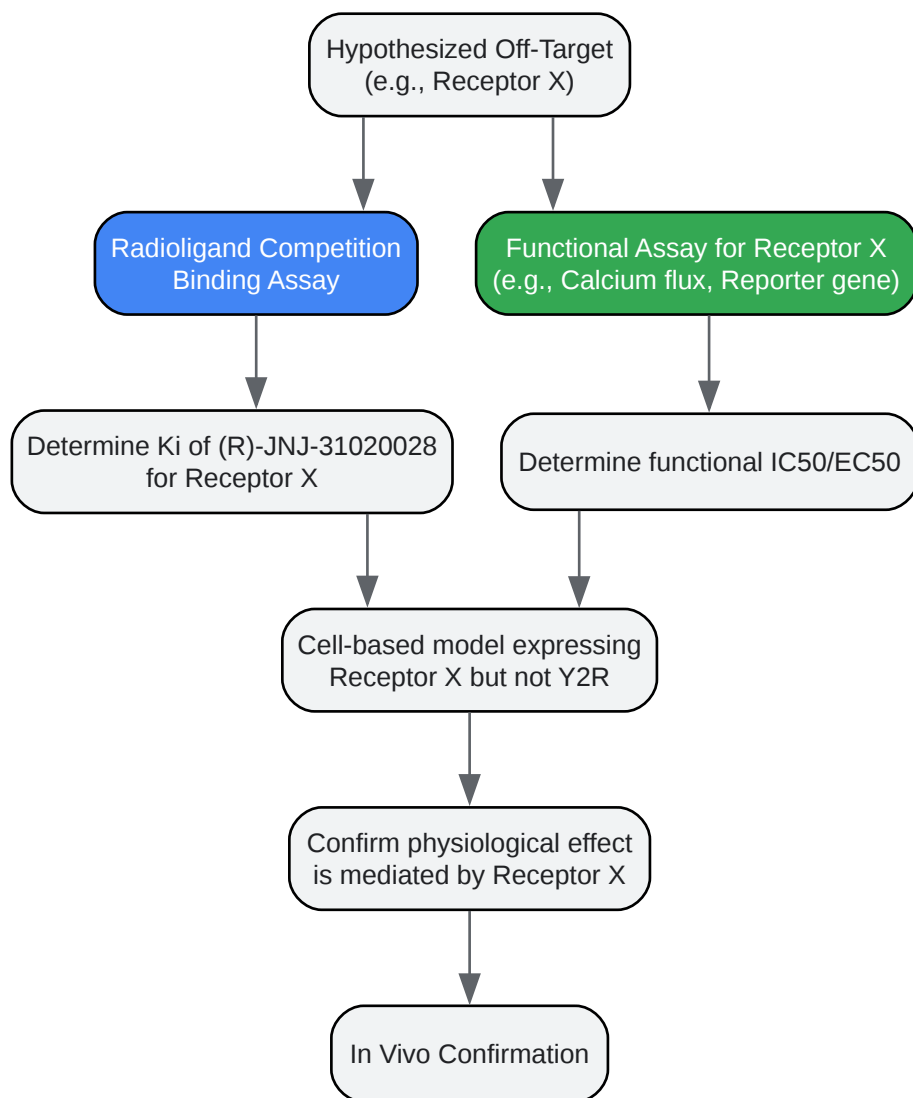 Hypothesized Off-Target
(e.g., Receptor X)
Radioligand Competition
Binding Assay
Functional Assay for Receptor X
(e.g., Calcium flux, Reporter gene)
Determine Ki of (R)-JNJ-31020028
for Receptor X
Determine functional IC50/EC50
Cell-based model expressing
Receptor X but not Y2R
Confirm physiological effect
is mediated by Receptor X
In Vivo Confirmation